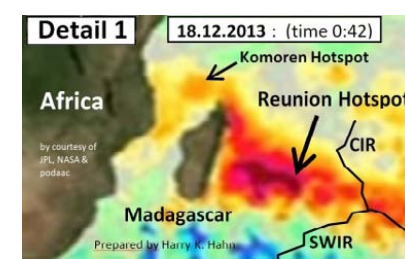 Detail 1
18.12.2013 : (time 0:42)
Komoren Hotspot
Africa
Reunion Hotspot
by courtesy of
JPL, NASA &
podaac
CIR
Madagascar
Prepared by Harry K. Hahn
SWIR